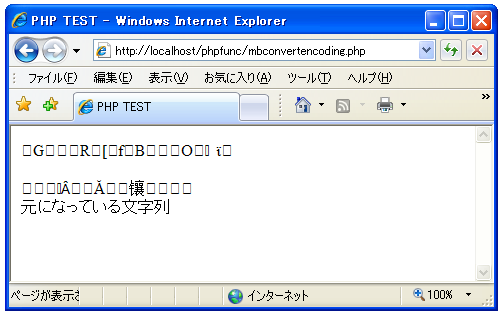 PHP TEST - Windows Internet Explorer
http://localhost/phpfunc/mbconvertencoding.php
ファイル(F) 編集(E) 表示(V) お気に入り(A) ツール(T) ヘルプ(H)
PHP TEST
»
□G□□□R□[□f□B□□□O□□ ϊ□
□□□□Â□□Ă□□镶□□□□
元になっている文字列
ページが表示さ インターネット 100%